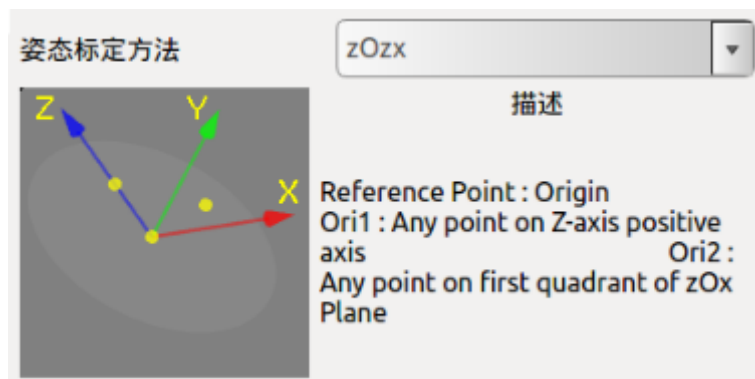 姿态标定方法
zOzx
描述
Z
Y
X
Reference Point : Origin
Ori1 : Any point on Z-axis positive
axis Ori2 :
Any point on first quadrant of zOx
Plane